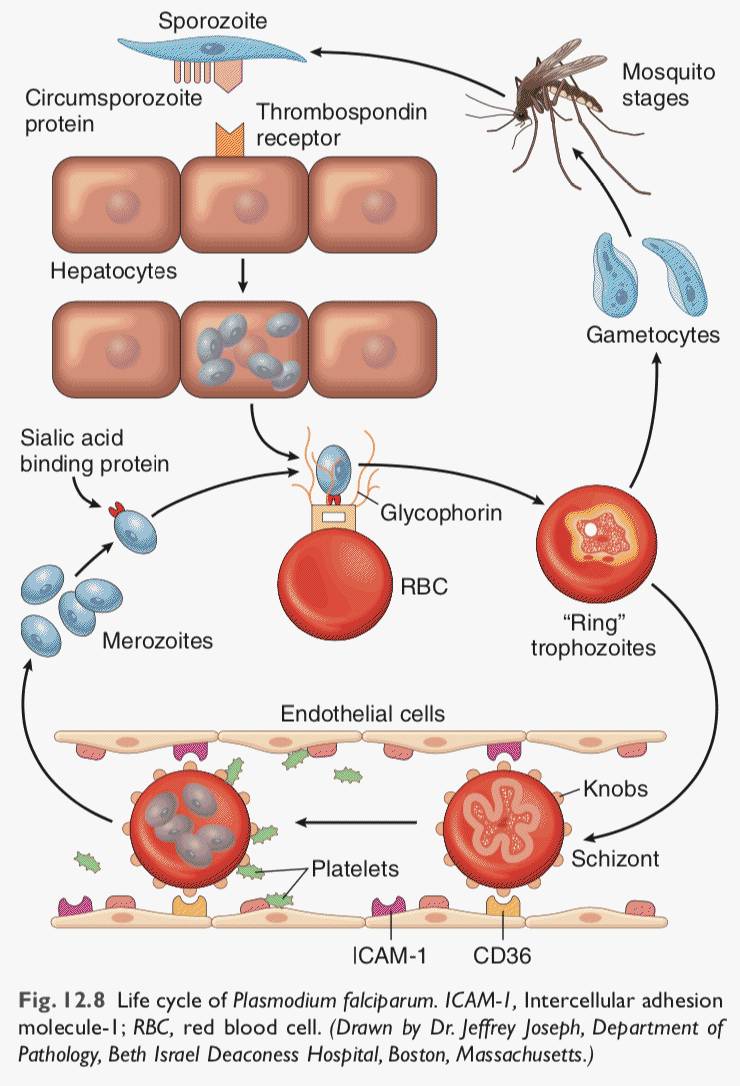 Sporozoite
Mosquito
stages
Circumsporozoite
protein
Thrombospondin
receptor
Hepatocytes
Gametocytes
Sialic acid
binding protein
Glycophorin
RBC
Merozoites
“Ring”
trophozoites
Endothelial cells
Knobs
Schizont
Platelets
ICAM-1
CD36
Fig. 12.8 Life cycle of Plasmodium falciparum. ICAM-1, Intercellular adhesion
molecule-1; RBC, red blood cell. (Drawn by Dr. Jeffrey Joseph, Department of
Pathology, Beth Israel Deaconess Hospital, Boston, Massachusetts.)